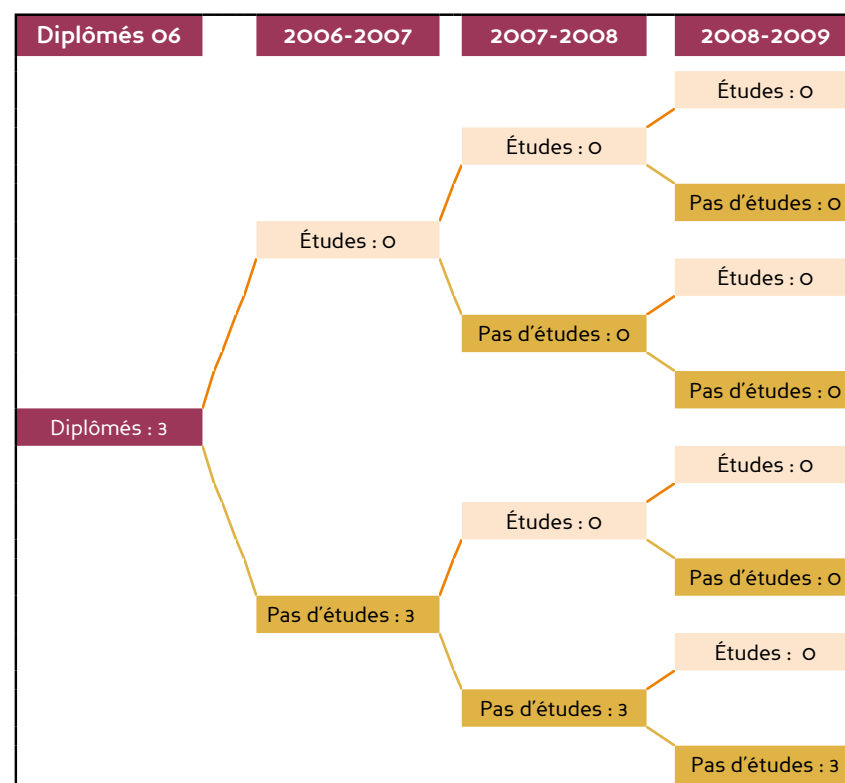 Diplômés 06 2006-2007 2007-2008 2008-2009
Études : 0
Études : 0
Pas d'études : 0
Études : 0
Études : 0
Pas d'études : 0
Pas d'études : 0
Diplômés : 3
Études : 0
Études : 0
Pas d'études : 0
Pas d'études : 3
Études : 0
Pas d'études : 3
Pas d'études : 3